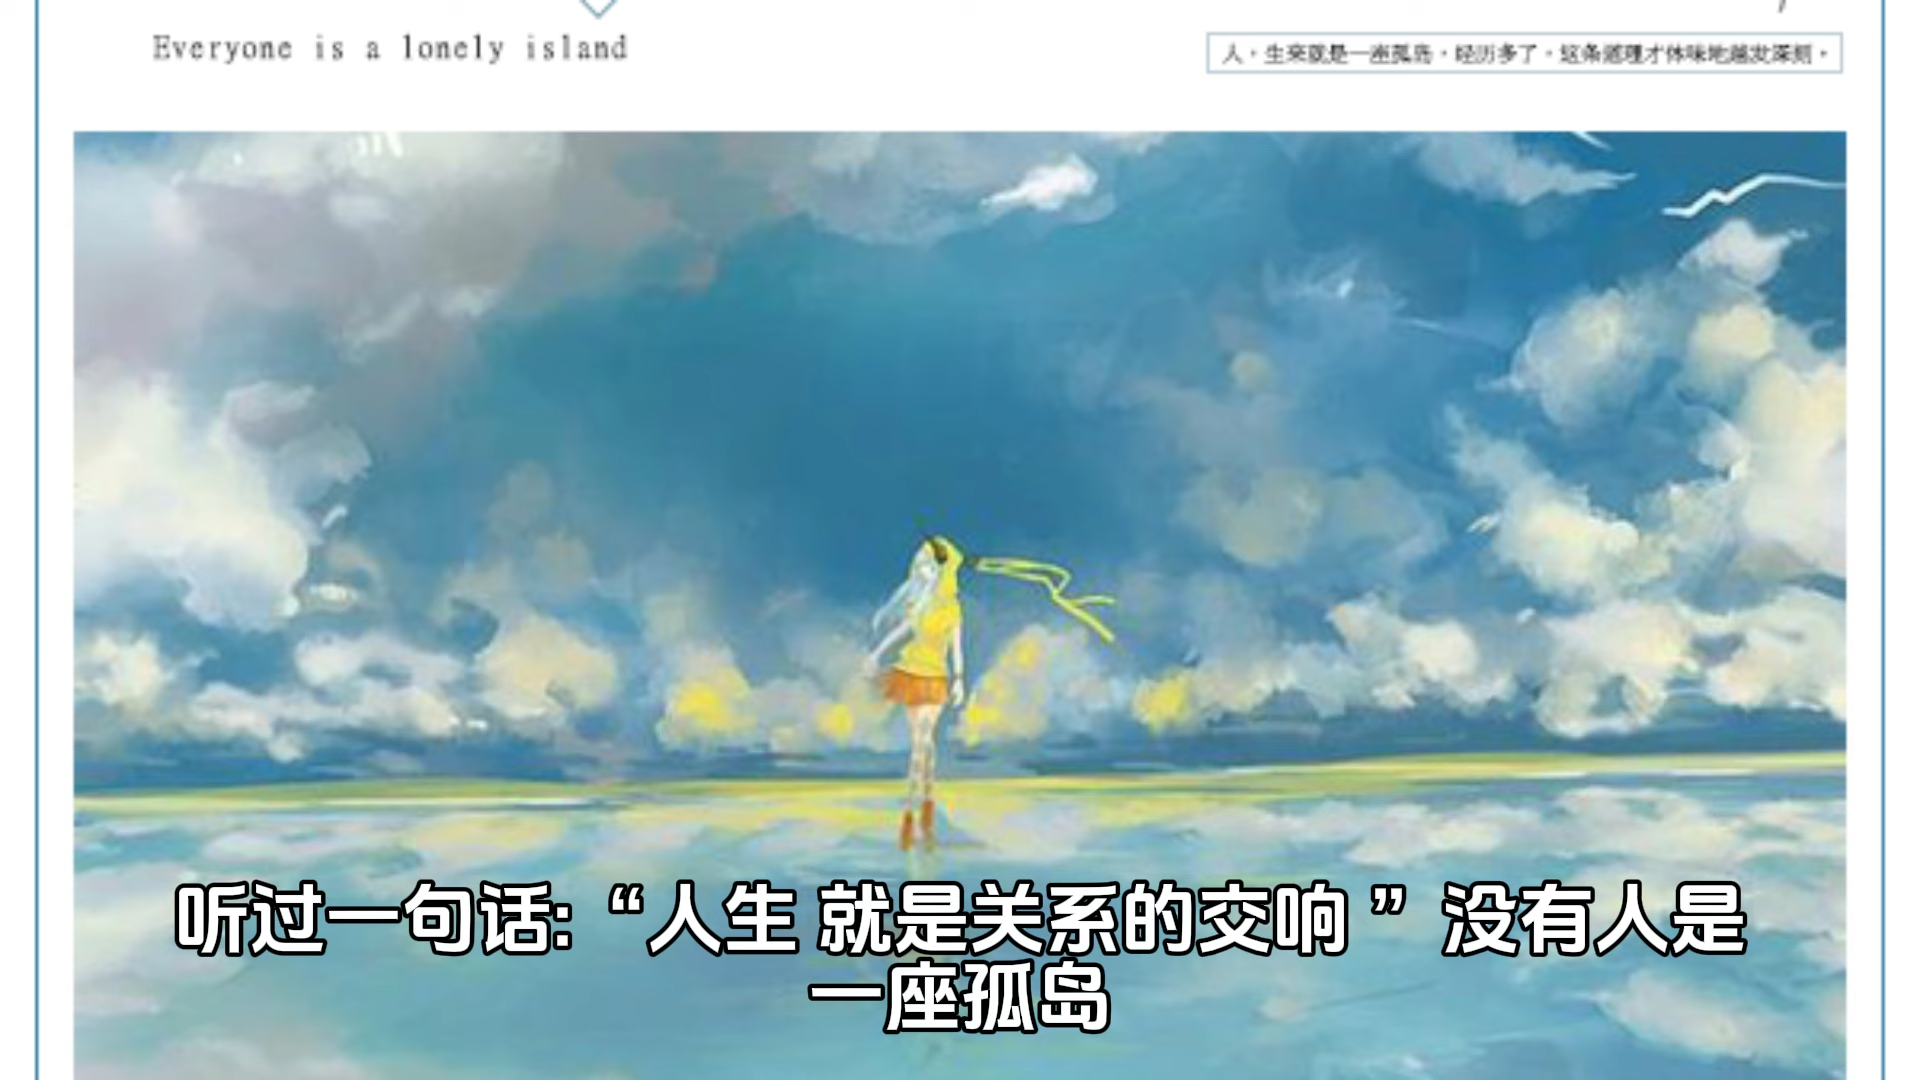 Everyone is a lonely island
人，生来就是一座孤岛，经历多了，这条道理才体味地越发深刻。
听过一句话:“人生 就是关系的交响 ”没有人是
一座孤岛